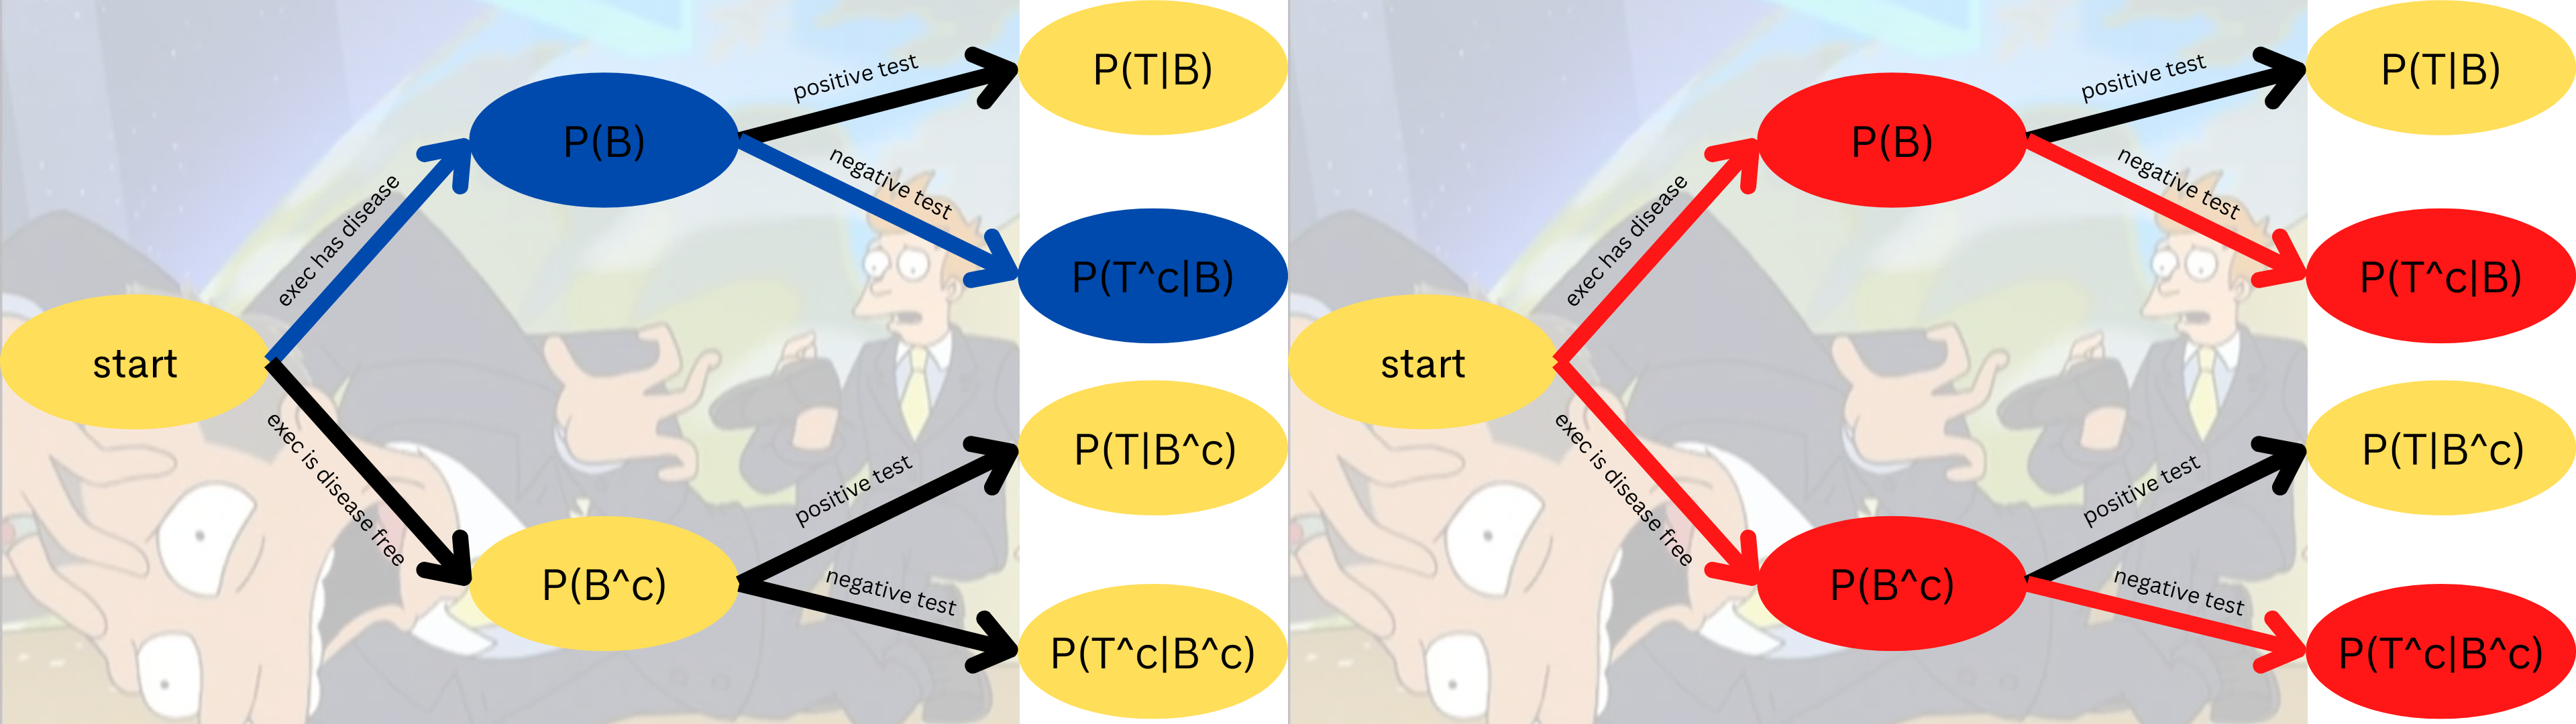 start
exec has disease
exec is disease free
P(B)
P(B^c)
positive test
negative test
positive test
negative test
P(T|B)
P(T^c|B)
P(T|B^c)
P(T^c|B^c)
start
exec has disease
exec is disease free
P(B)
P(B^c)
positive test
negative test
positive test
negative test
P(T|B)
P(T^c|B)
P(T|B^c)
P(T^c|B^c)